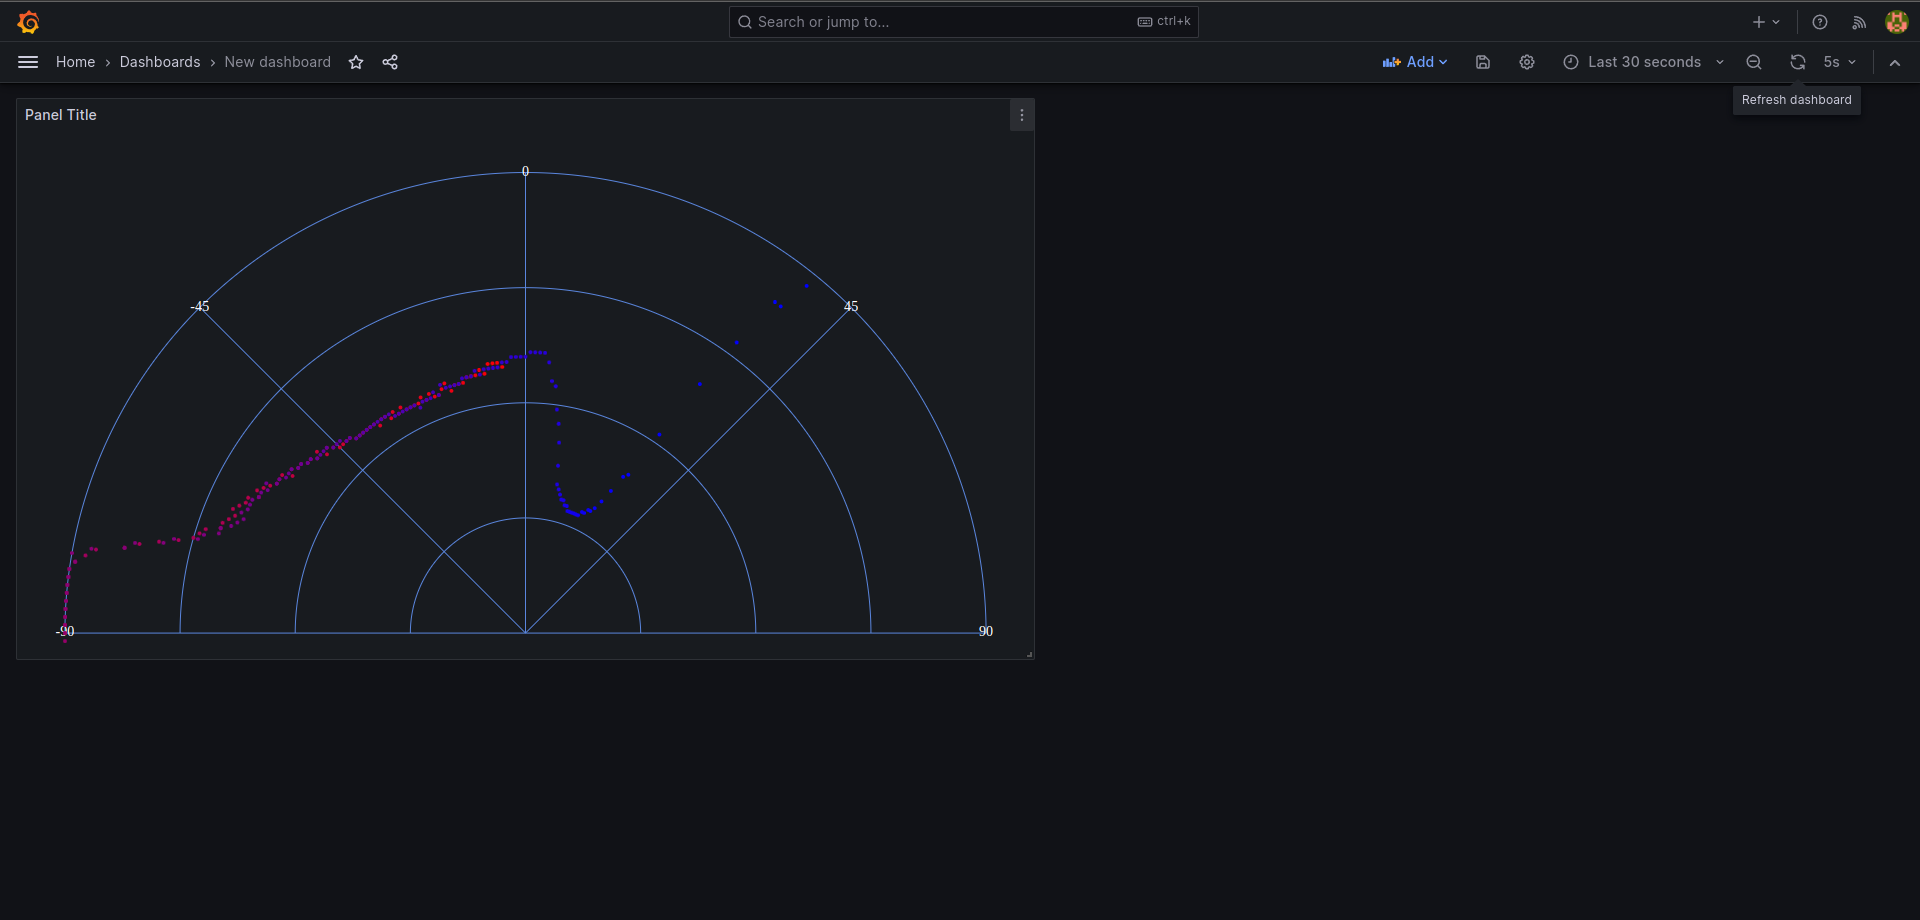 Search or jump to...
ctrl+k
Home › Dashboards › New dashboard
Add
Last 30 seconds
5s
Refresh dashboard
Panel Title
0
-45
45
-90
90